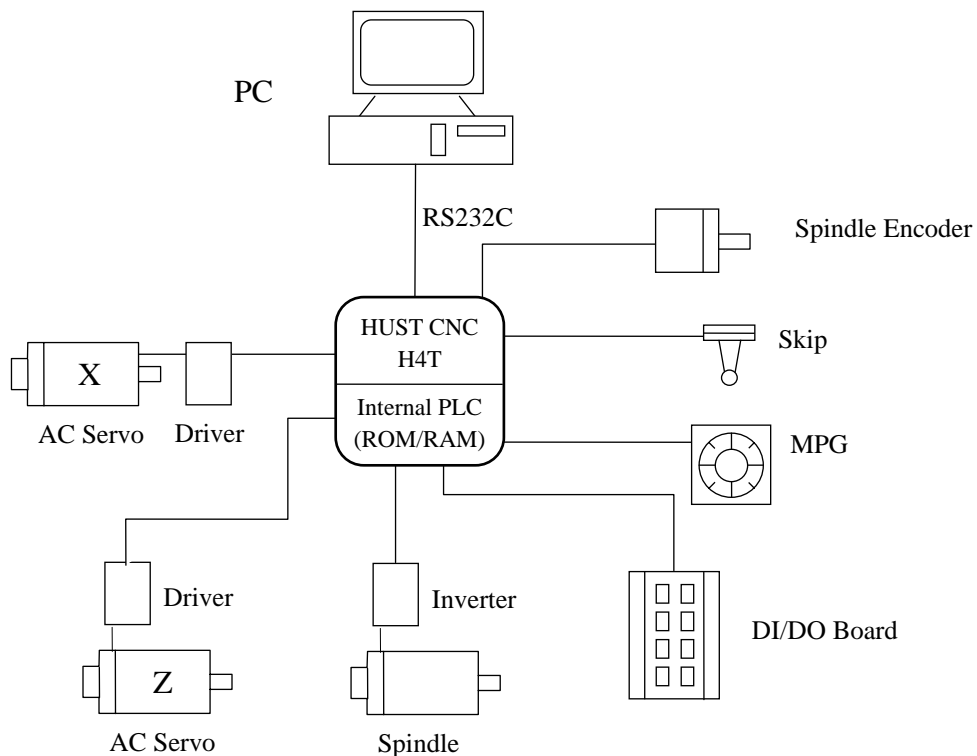 PC
RS232C
Spindle Encoder
HUST CNC
H4T
Skip
X
AC Servo
Driver
Internal PLC
(ROM/RAM)
MPG
Driver
Inverter
DI/DO Board
Z
AC Servo
Spindle